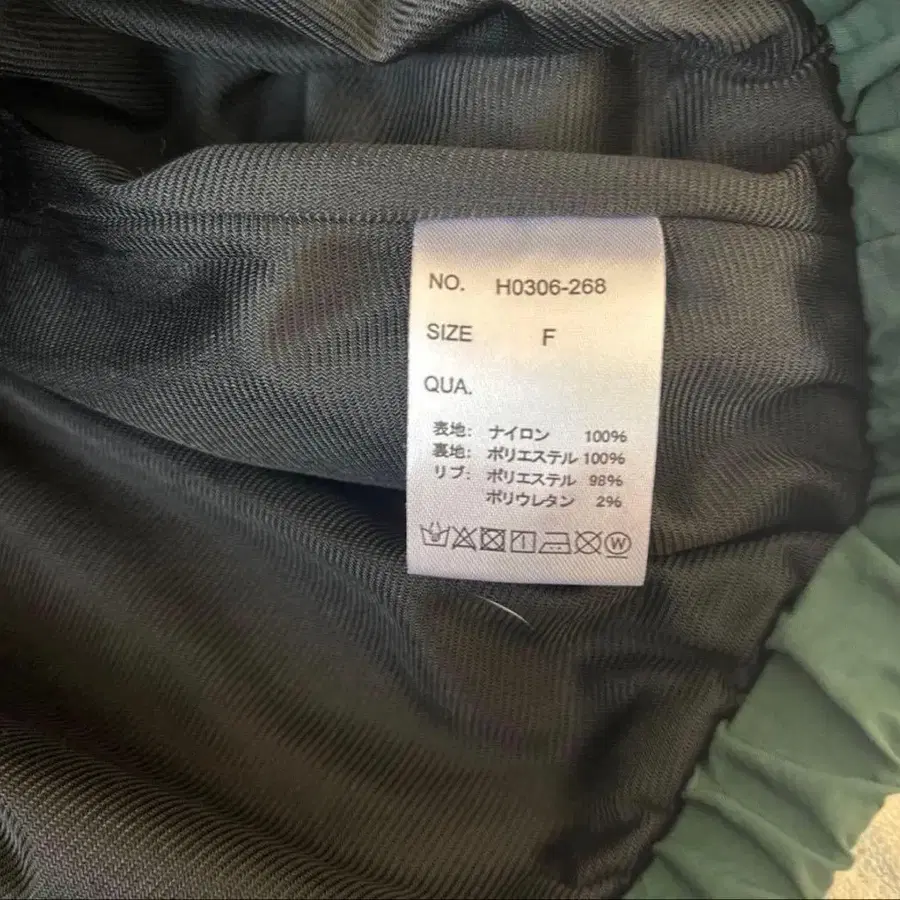 NO. H0306-268
SIZE F
QUA.
表地: ナイロン 100%
裏地: ポリエステル 100%
リブ: ポリエステル 98%
ポリウレタン 2%
W